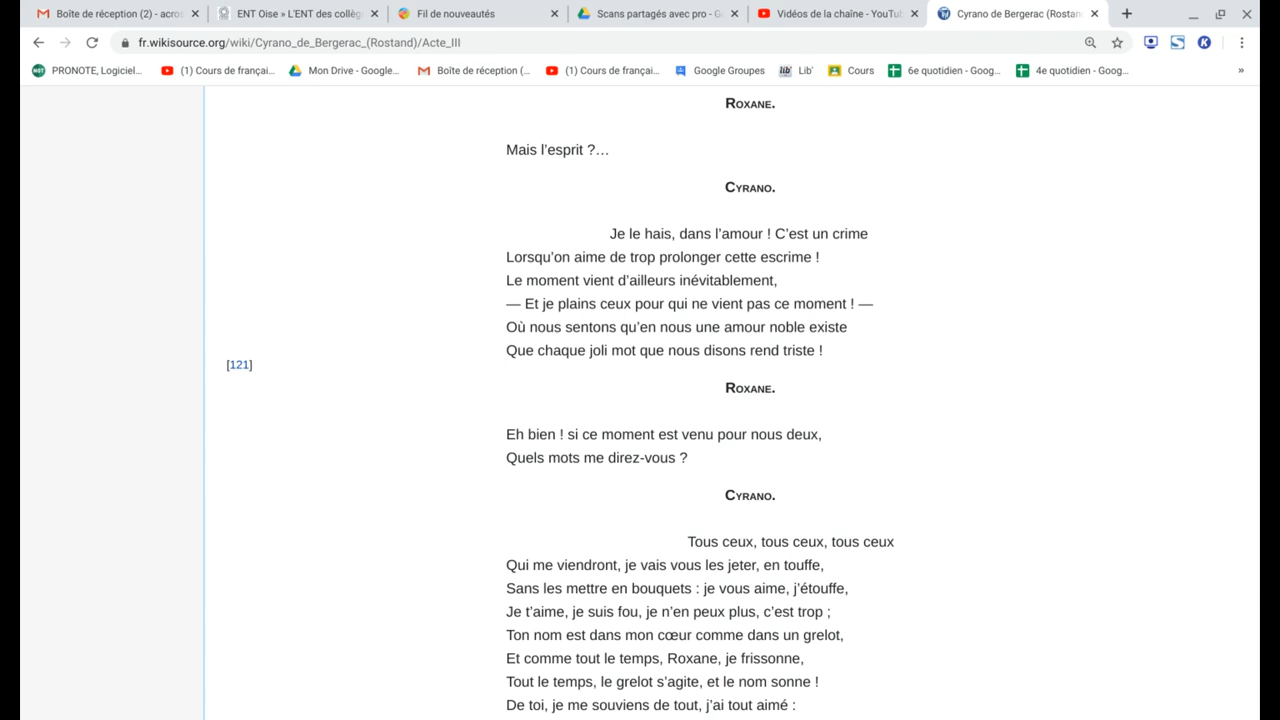 Boîte de réception (2) - acros
ENT Oise » L'ENT des collèg
Fil de nouveautés
Scans partagés avec pro - G
Vidéos de la chaîne - YouTu
Cyrano de Bergerac (Rostan
fr.wikisource.org/wiki/Cyrano_de_Bergerac_(Rostand)/Acte_III
PRONOTE, Logiciel...
(1) Cours de françai...
Mon Drive - Google...
Boîte de réception (...
(1) Cours de françai...
Google Groupes
lib' Lib'
Cours
6e quotidien - Goog...
4e quotidien - Goog...
»
Roxane.
Mais l'esprit ?…
Cyrano.
Je le hais, dans l'amour ! C'est un crime
Lorsqu'on aime de trop prolonger cette escrime !
Le moment vient d'ailleurs inévitablement,
— Et je plains ceux pour qui ne vient pas ce moment ! —
Où nous sentons qu'en nous une amour noble existe
Que chaque joli mot que nous disons rend triste !
[121]
Roxane.
Eh bien ! si ce moment est venu pour nous deux,
Quels mots me direz-vous ?
Cyrano.
Tous ceux, tous ceux, tous ceux
Qui me viendront, je vais vous les jeter, en touffe,
Sans les mettre en bouquets : je vous aime, j'étouffe,
Je t'aime, je suis fou, je n'en peux plus, c'est trop ;
Ton nom est dans mon cœur comme dans un grelot,
Et comme tout le temps, Roxane, je frissonne,
Tout le temps, le grelot s'agite, et le nom sonne !
De toi, je me souviens de tout, j'ai tout aimé :